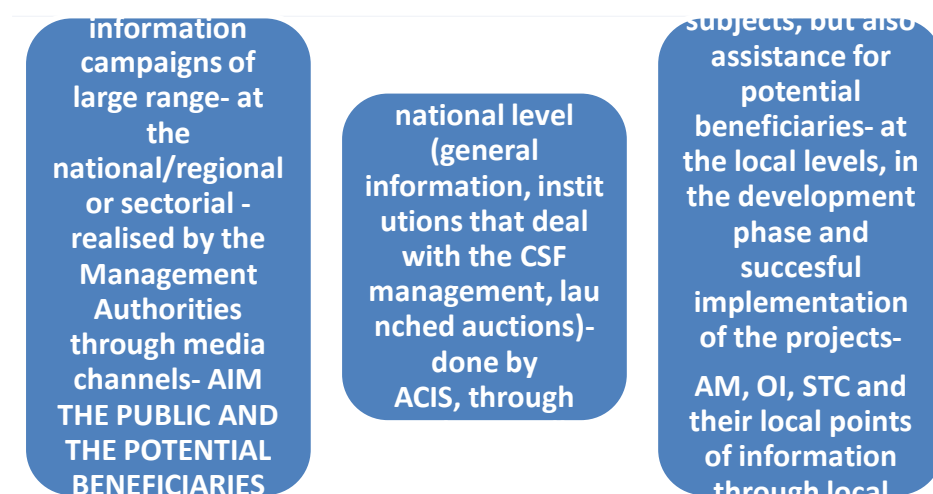 information
campaigns of
large range- at
the
national/regional
or sectorial -
realised by the
Management
Authorities
through media
channels- AIM
THE PUBLIC AND
THE POTENTIAL
BENEFICIARIES
national level
(general
information, instit
utions that deal
with the CSF
management, lau
nched auctions)-
done by
ACIS, through
subjects, but also
assistance for
potential
beneficiaries- at
the local levels, in
the development
phase and
succesful
implementation
of the projects-
AM, OI, STC and
their local points
of information
through local